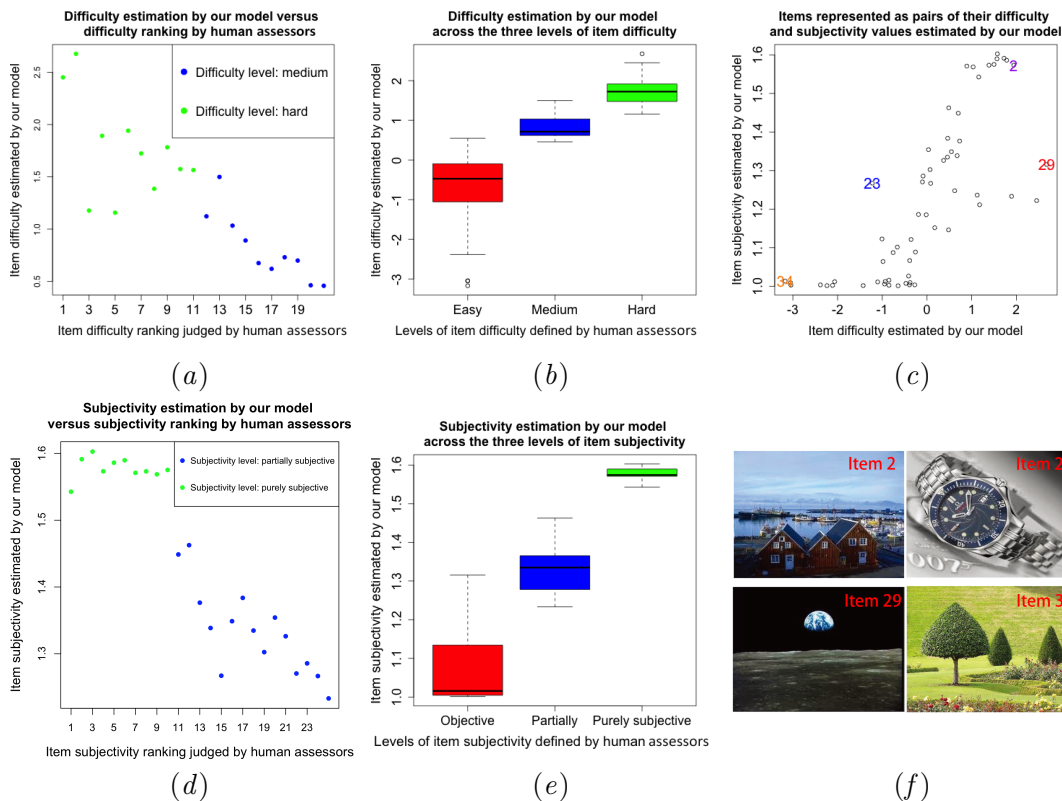 Difficulty estimation by our model versus
difficulty ranking by human assessors
Item difficulty estimated by our model
2.5
2.0
1.5
1.0
0.5
Difficulty level: medium
Difficulty level: hard
1 3 5 7 9 11 13 15 17 19
Item difficulty ranking judged by human assessors
(a)
Difficulty estimation by our model
across the three levels of item difficulty
Item difficulty estimated by our model
2
1
0
-1
-2
-3
Easy Medium Hard
Levels of item difficulty defined by human assessors
(b)
Items represented as pairs of their difficulty
and subjectivity values estimated by our model
Item subjectivity estimated by our model
1.6
1.5
1.4
1.3
1.2
1.1
1.0
2
29
23
34
-3 -2 -1 0 1 2
Item difficulty estimated by our model
(c)
Subjectivity estimation by our model
versus subjectivity ranking by human assessors
Item subjectivity estimated by our model
1.6
1.5
1.4
1.3
Subjectivity level: partially subjective
Subjectivity level: purely subjective
1 3 5 7 9 11 13 15 17 19 21 23
Item subjectivity ranking judged by human assessors
(d)
Subjectivity estimation by our model
across the three levels of item subjectivity
Item subjectivity estimated by our model
1.6
1.5
1.4
1.3
1.2
1.1
1.0
Objective Partially Purely subjective
Levels of item subjectivity defined by human assessors
(e)
Item 2
Item 2
007
Item 29
Item 3
(f)